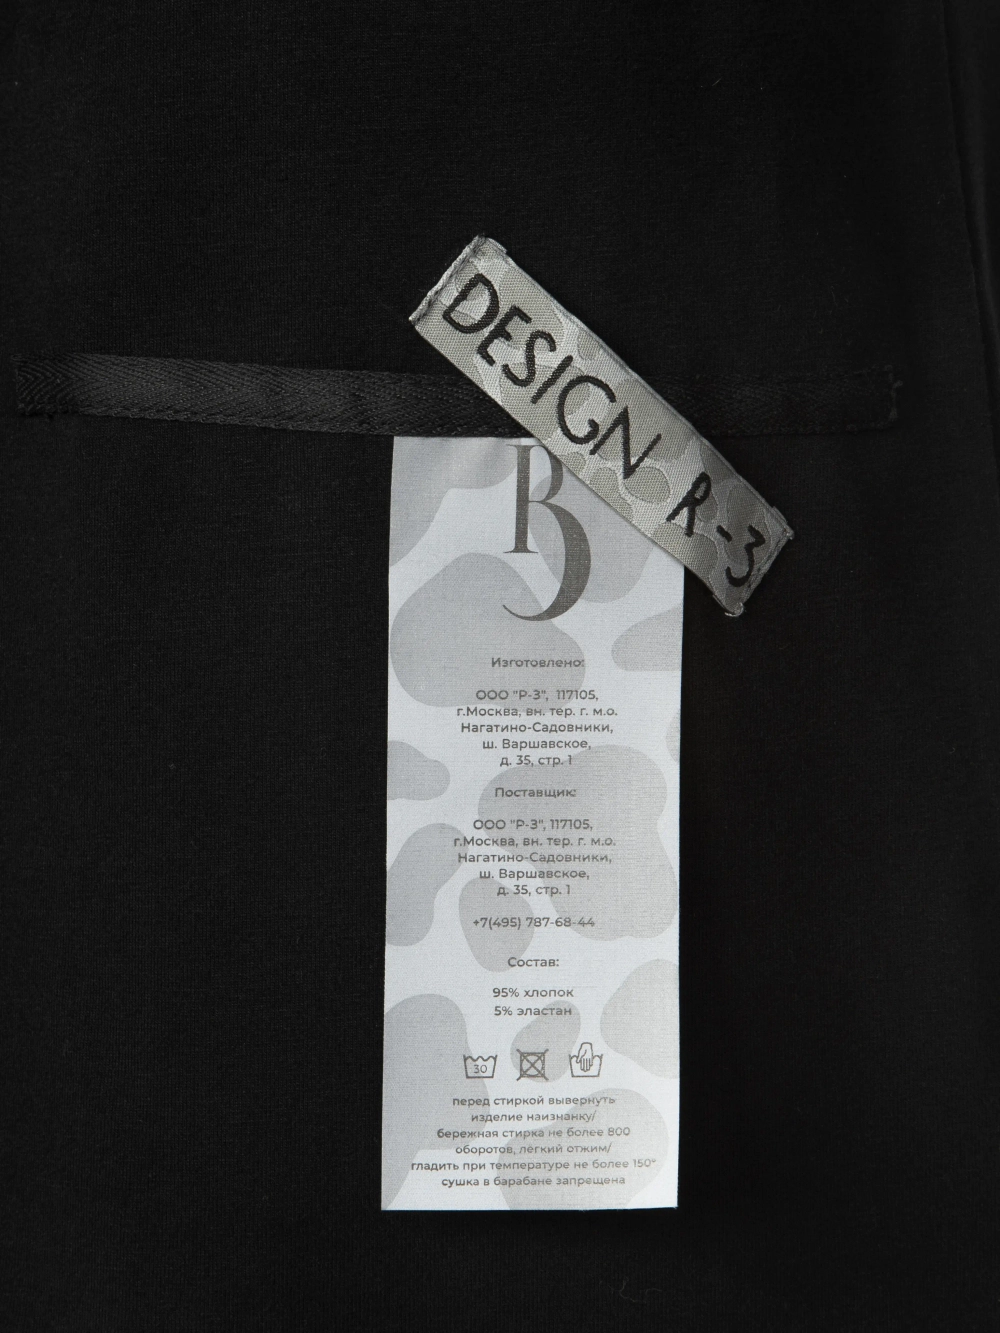 DESIGN R-3
R3
Изготовлено:
ООО "Р-3", 117105,
г.Москва, вн. тер. г. м.о.
Нагатино-Садовники,
ш. Варшавское,
д. 35, стр. 1
Поставщик:
ООО "Р-3", 117105,
г.Москва, вн. тер. г. м.о.
Нагатино-Садовники,
ш. Варшавское,
д. 35, стр. 1
+7(495) 787-68-44
Состав:
95% хлопок
5% эластан
30
перед стиркой вывернуть
изделие наизнанку/
бережная стирка не более 800
оборотов, лёгкий отжим/
гладить при температуре не более 150°
сушка в барабане запрещена